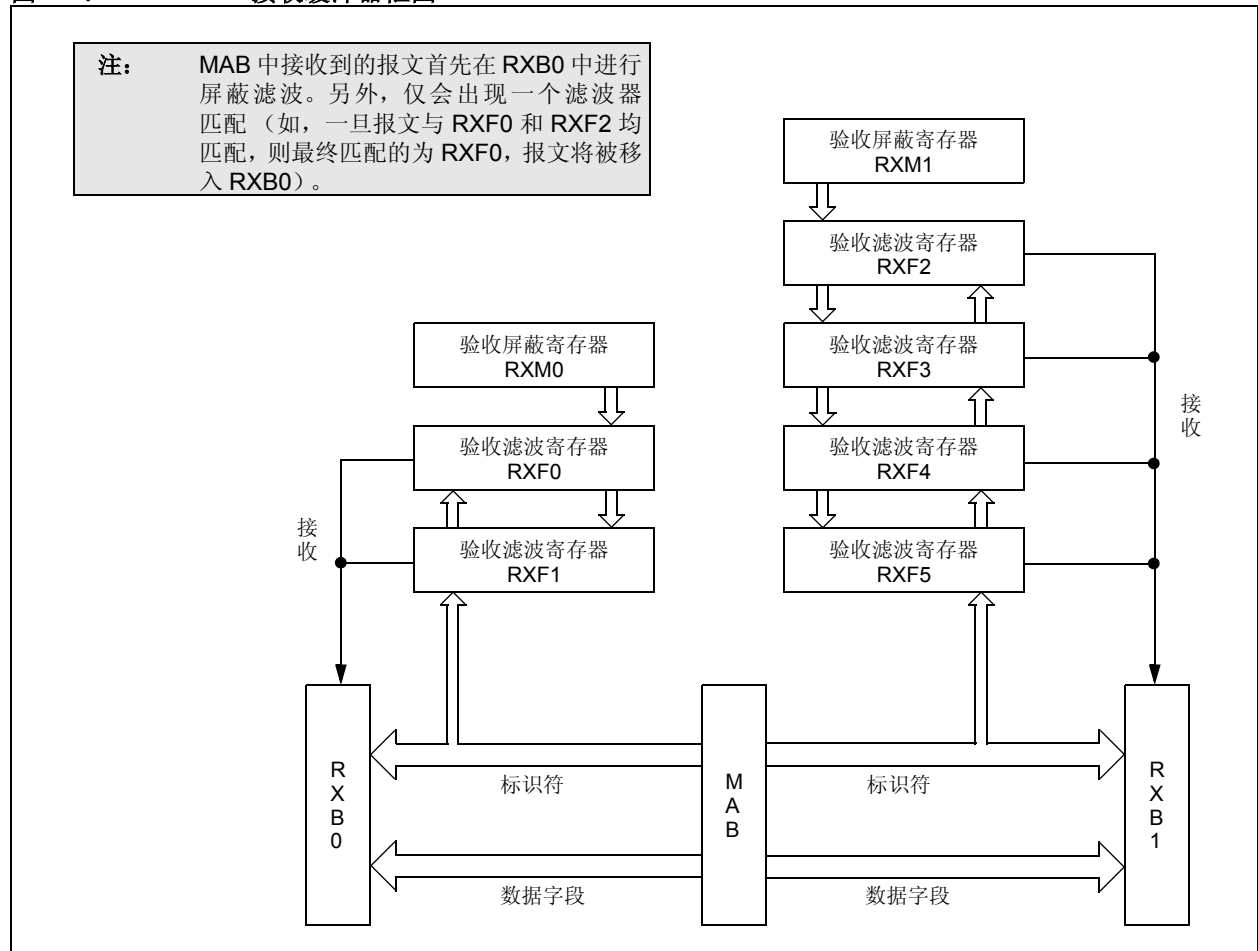 注： MAB 中接收到的报文首先在 RXB0 中进行
屏蔽滤波。另外，仅会出现一个滤波器
匹配 （如，一旦报文与 RXF0 和 RXF2 均
匹配，则最终匹配的为 RXF0，报文将被移
入 RXB0）。
验收屏蔽寄存器
RXM1
验收滤波寄存器
RXF2
验收屏蔽寄存器
RXM0
验收滤波寄存器
RXF3
验收滤波寄存器
RXF0
验收滤波寄存器
RXF4
接收
接收
验收滤波寄存器
RXF1
验收滤波寄存器
RXF5
RXB0
标识符
MAB
标识符
RXB1
数据字段
数据字段